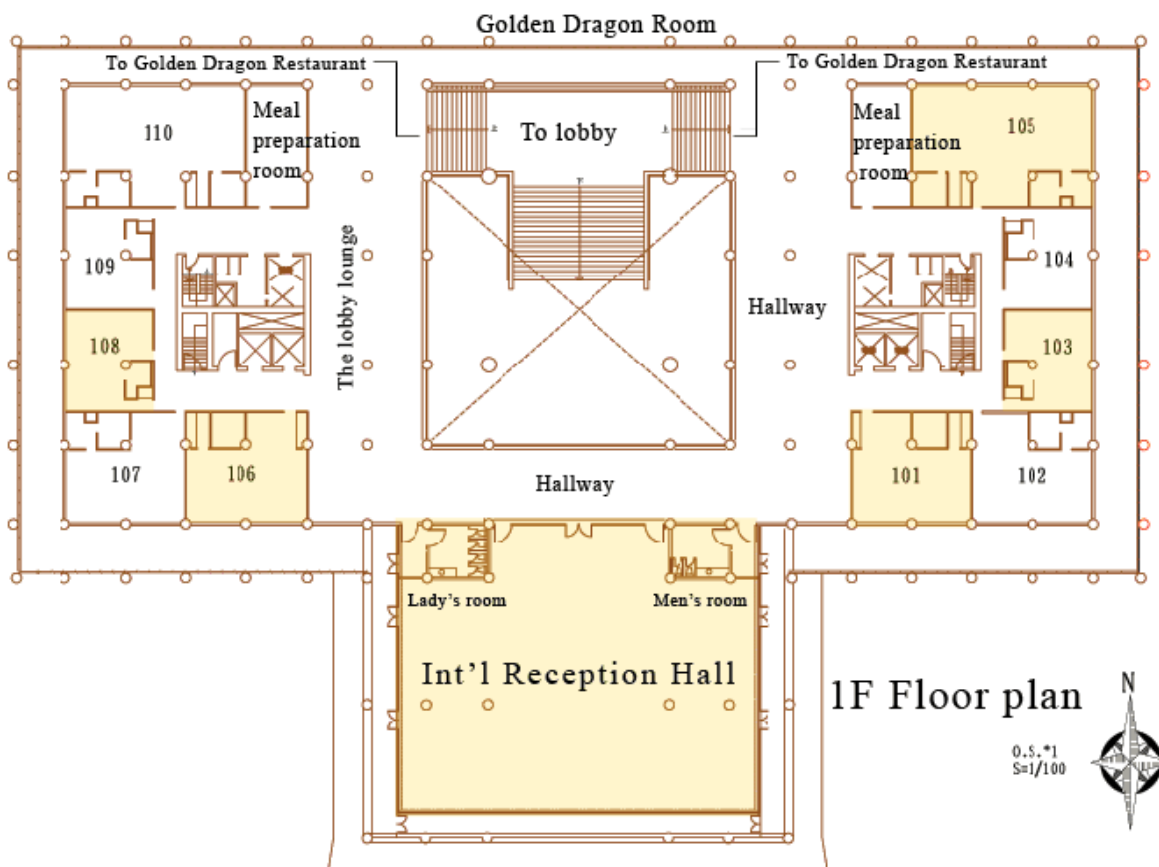 Golden Dragon Room
To Golden Dragon Restaurant
To Golden Dragon Restaurant
110
Meal
preparation
room
To lobby
Meal
preparation
room
105
109
The lobby lounge
Hallway
104
108
103
107
106
Hallway
101
102
Lady's room
Men's room
Int'l Reception Hall
1F Floor plan
N
O.S.*1
S=1/100